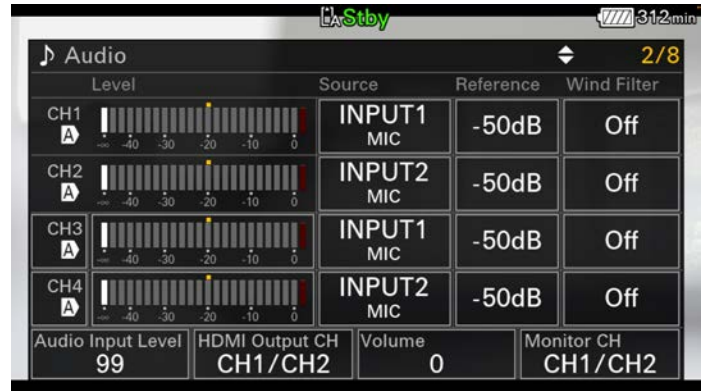 Stby 312min
Audio 2/8
Level Source Reference Wind Filter
CH1 A -∞ -40 -30 -20 -10 0 INPUT1 MIC -50dB Off
CH2 A -∞ -40 -30 -20 -10 0 INPUT2 MIC -50dB Off
CH3 A -∞ -40 -30 -20 -10 0 INPUT1 MIC -50dB Off
CH4 A -∞ -40 -30 -20 -10 0 INPUT2 MIC -50dB Off
Audio Input Level HDMI Output CH Volume Monitor CH
99 CH1/CH2 0 CH1/CH2